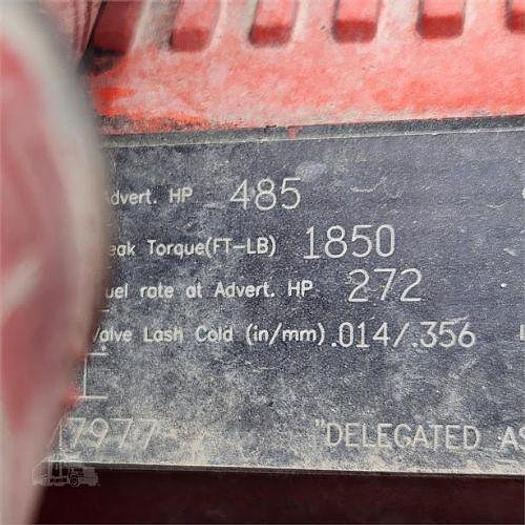 dvert. HP 485
eak Torque(FT-LB) 1850
uel rate at Advert. HP 272
alve Lash Cold (in/mm) .014/.356
7977
"DELEGATED AS